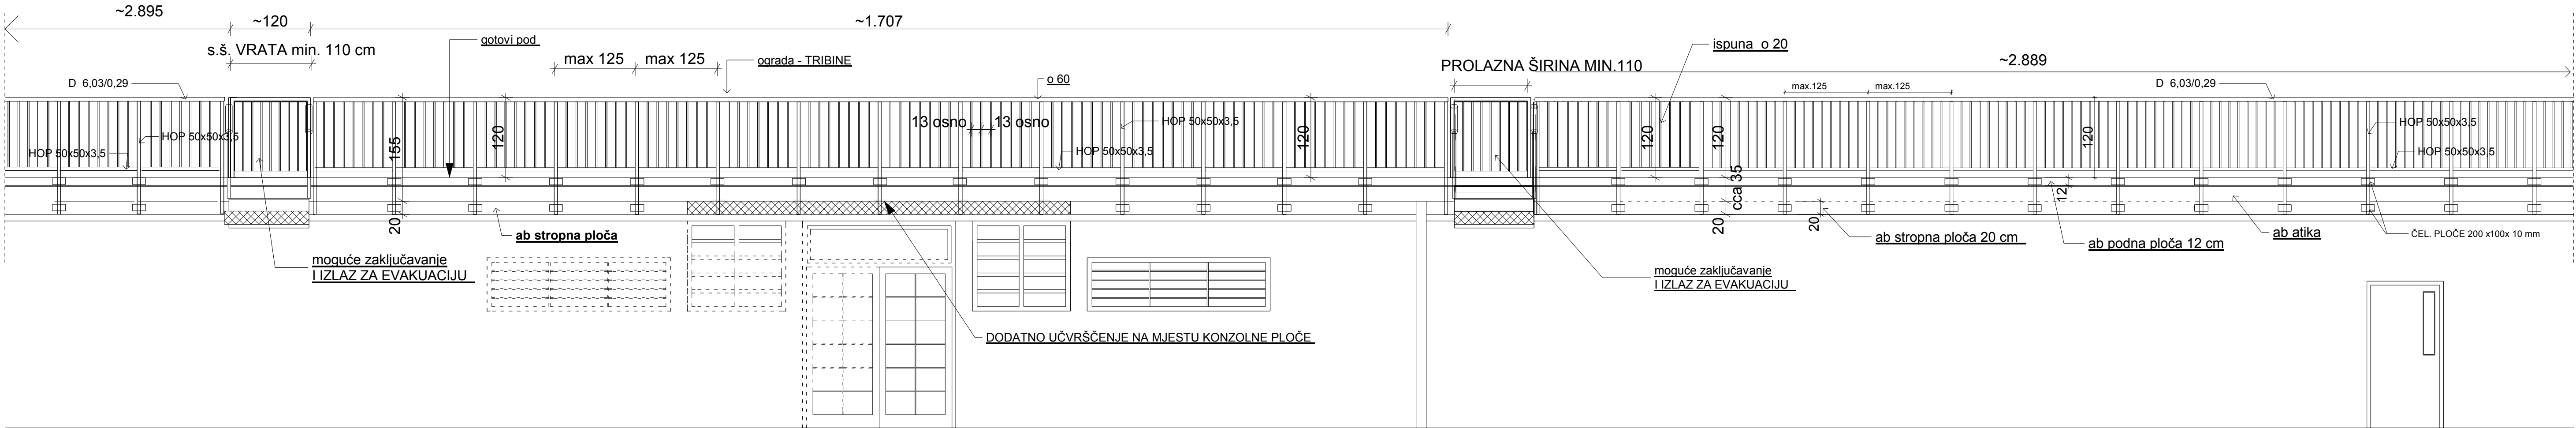 ~2.895
~120
~1.707
s.š. VRATA min. 110 cm
gotovi pod
max 125
max 125
ograda - TRIBINE
o 60
PROLAZNA ŠIRINA MIN.110
ispuna o 20
~2.889
D 6,03/0,29
max.125
max.125
D 6,03/0,29
HOP 50x50x3,5
HOP 50x50x3,5
155
120
13 osno
13 osno
HOP 50x50x3,5
HOP 50x50x3,5
120
120
120
120
HOP 50x50x3,5
HOP 50x50x3,5
20
cca 35
20
20
12
ab stropna ploča
moguće zaključavanje
I IZLAZ ZA EVAKUACIJU
DODATNO UČVRŠČENJE NA MJESTU KONZOLNE PLOČE
moguće zaključavanje
I IZLAZ ZA EVAKUACIJU
ab stropna ploča 20 cm
ab podna ploča 12 cm
ab atika
ČEL. PLOČE 200 x100x 10 mm